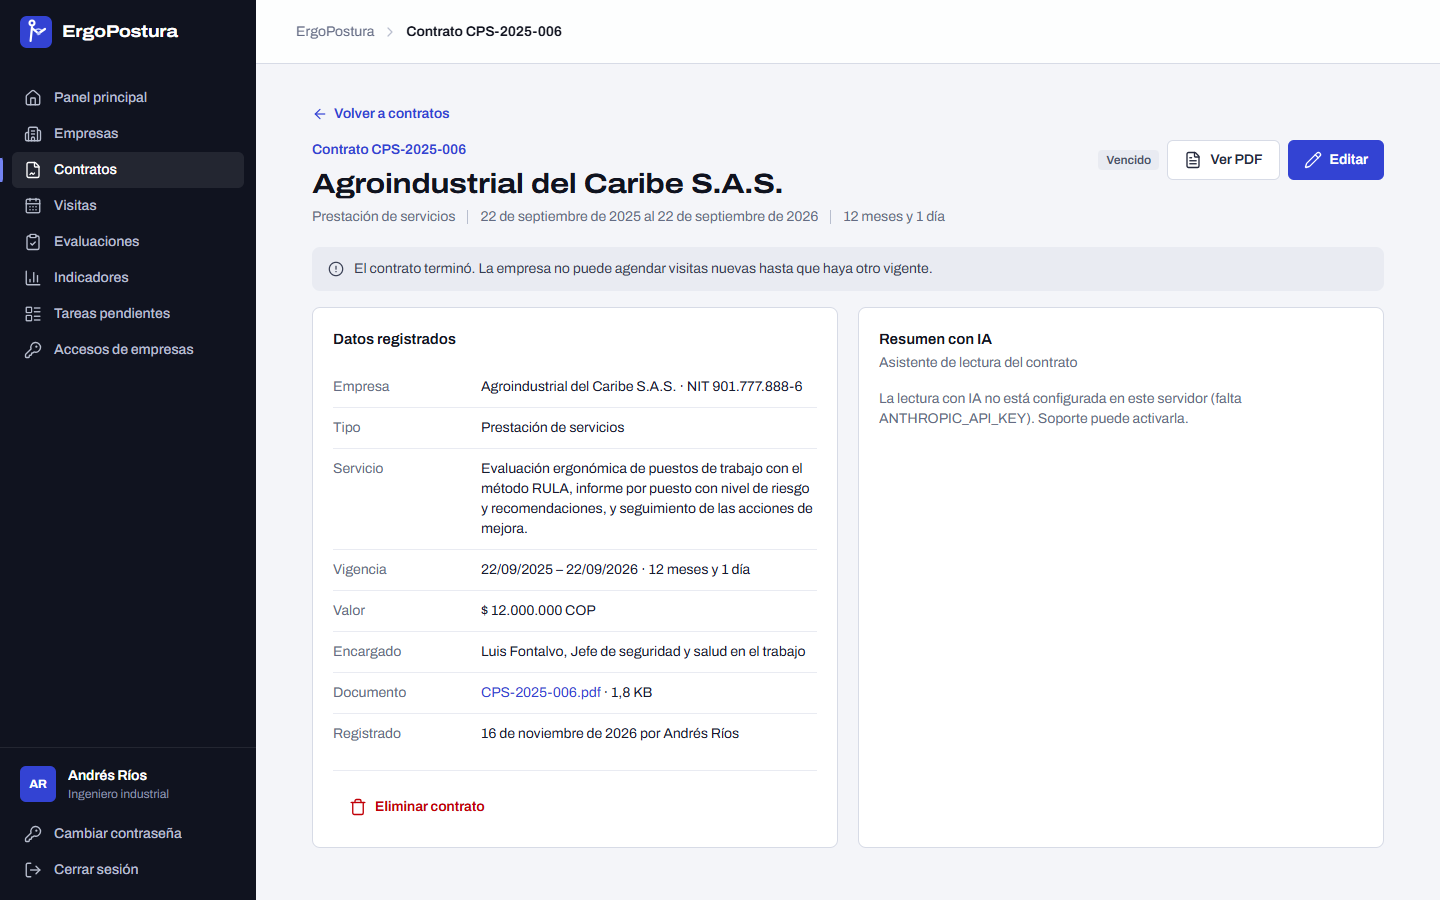 ErgoPostura
Panel principal
Empresas
Contratos
Visitas
Evaluaciones
Indicadores
Tareas pendientes
Accesos de empresas
AR
Andrés Ríos
Ingeniero industrial
Cambiar contraseña
Cerrar sesión
ErgoPostura > Contrato CPS-2025-006
Volver a contratos
Contrato CPS-2025-006
Agroindustrial del Caribe S.A.S.
Prestación de servicios | 22 de septiembre de 2025 al 22 de septiembre de 2026 | 12 meses y 1 día
Vencido
Ver PDF
Editar
El contrato terminó. La empresa no puede agendar visitas nuevas hasta que haya otro vigente.
Datos registrados
Empresa Agroindustrial del Caribe S.A.S. · NIT 901.777.888-6
Tipo Prestación de servicios
Servicio Evaluación ergonómica de puestos de trabajo con el
método RULA, informe por puesto con nivel de riesgo
y recomendaciones, y seguimiento de las acciones de
mejora.
Vigencia 22/09/2025 – 22/09/2026 · 12 meses y 1 día
Valor $ 12.000.000 COP
Encargado Luis Fontalvo, Jefe de seguridad y salud en el trabajo
Documento CPS-2025-006.pdf · 1,8 KB
Registrado 16 de noviembre de 2026 por Andrés Ríos
Eliminar contrato
Resumen con IA
Asistente de lectura del contrato
La lectura con IA no está configurada en este servidor (falta
ANTHROPIC_API_KEY). Soporte puede activarla.